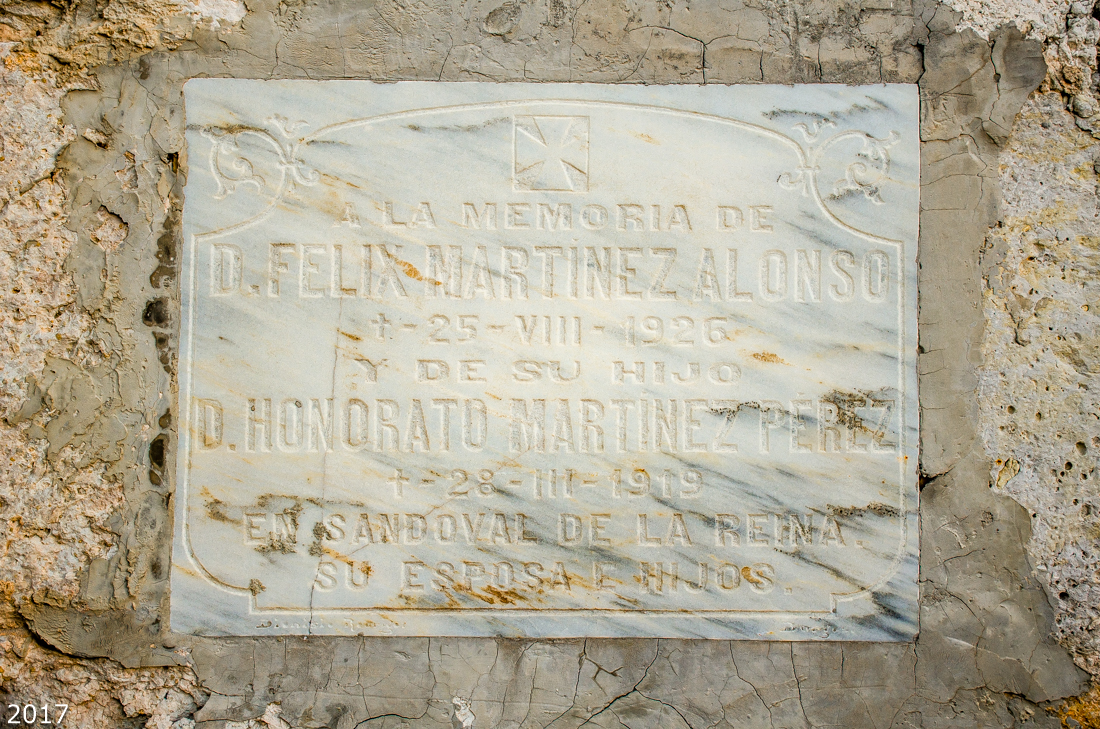 A LA MEMORIA DE
D. FELIX MARTINEZ ALONSO
✝-25-VIII-1926
Y DE SU HIJO
D. HONORATO MARTINEZ PEREZ
✝-28-III-1919
EN SANDOVAL DE LA REINA.
SU ESPOSA E HIJOS.
2017